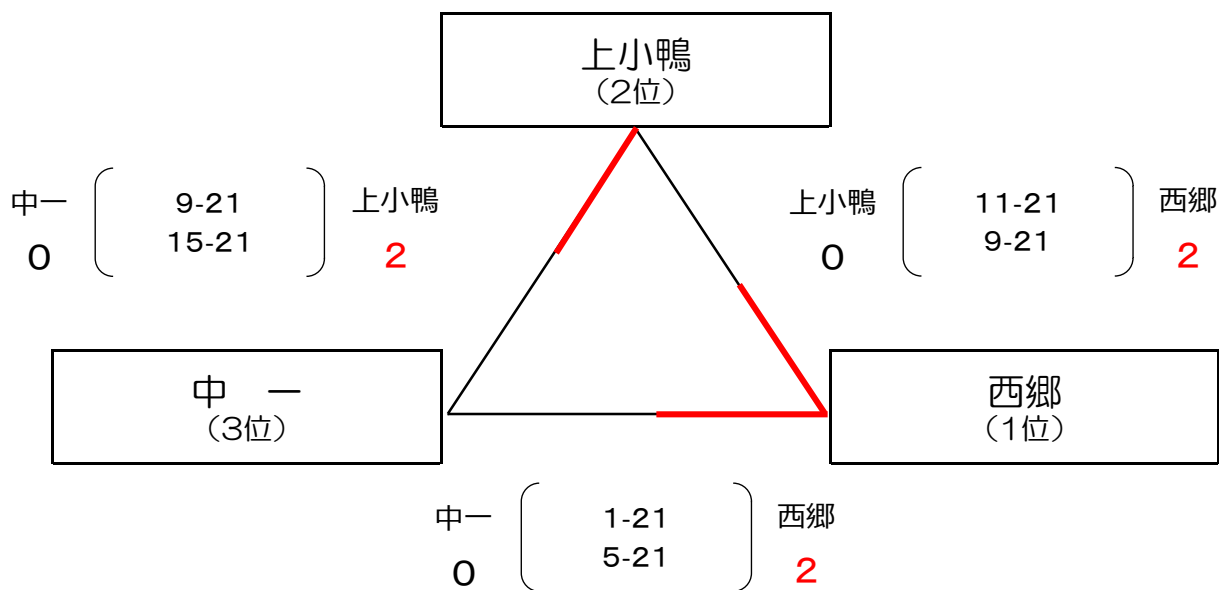 上小鴨
（2位）
中一 9-21 上小鴨
15-21
0 2
上小鴨 11-21 西郷
9-21
0 2
中　一
（3位）
西郷
（1位）
中一 1-21 西郷
5-21
0 2